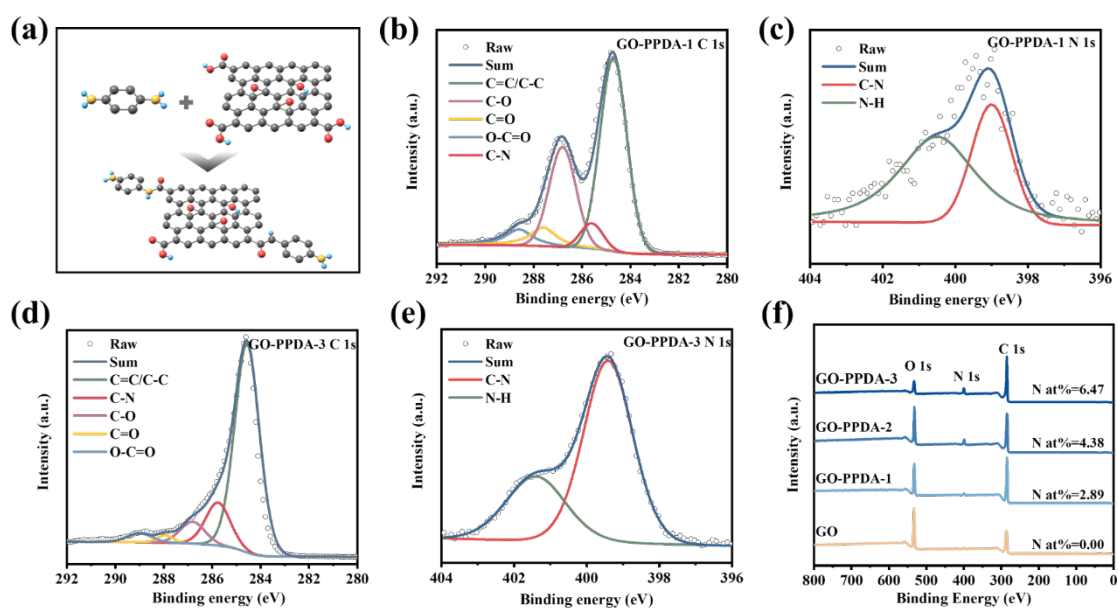 (a)
(b)
GO-PPDA-1 C 1s
Raw
Sum
C=C/C-C
C-O
C=O
O-C=O
C-N
Intensity (a.u.)
292 290 288 286 284 282 280
Binding energy (eV)
(c)
GO-PPDA-1 N 1s
Raw
Sum
C-N
N-H
Intensity (a.u.)
404 402 400 398 396
Binding energy (eV)
(d)
GO-PPDA-3 C 1s
Raw
Sum
C=C/C-C
C-N
C-O
C=O
O-C=O
Intensity (a.u.)
292 290 288 286 284 282 280
Binding energy (eV)
(e)
GO-PPDA-3 N 1s
Raw
Sum
C-N
N-H
Intensity (a.u.)
404 402 400 398 396
Binding energy (eV)
(f)
C 1s
O 1s
N 1s
GO-PPDA-3
N at%=6.47
GO-PPDA-2
N at%=4.38
GO-PPDA-1
N at%=2.89
GO
N at%=0.00
Intensity (a.u.)
800 700 600 500 400 300 200 100 0
Binding Energy (eV)